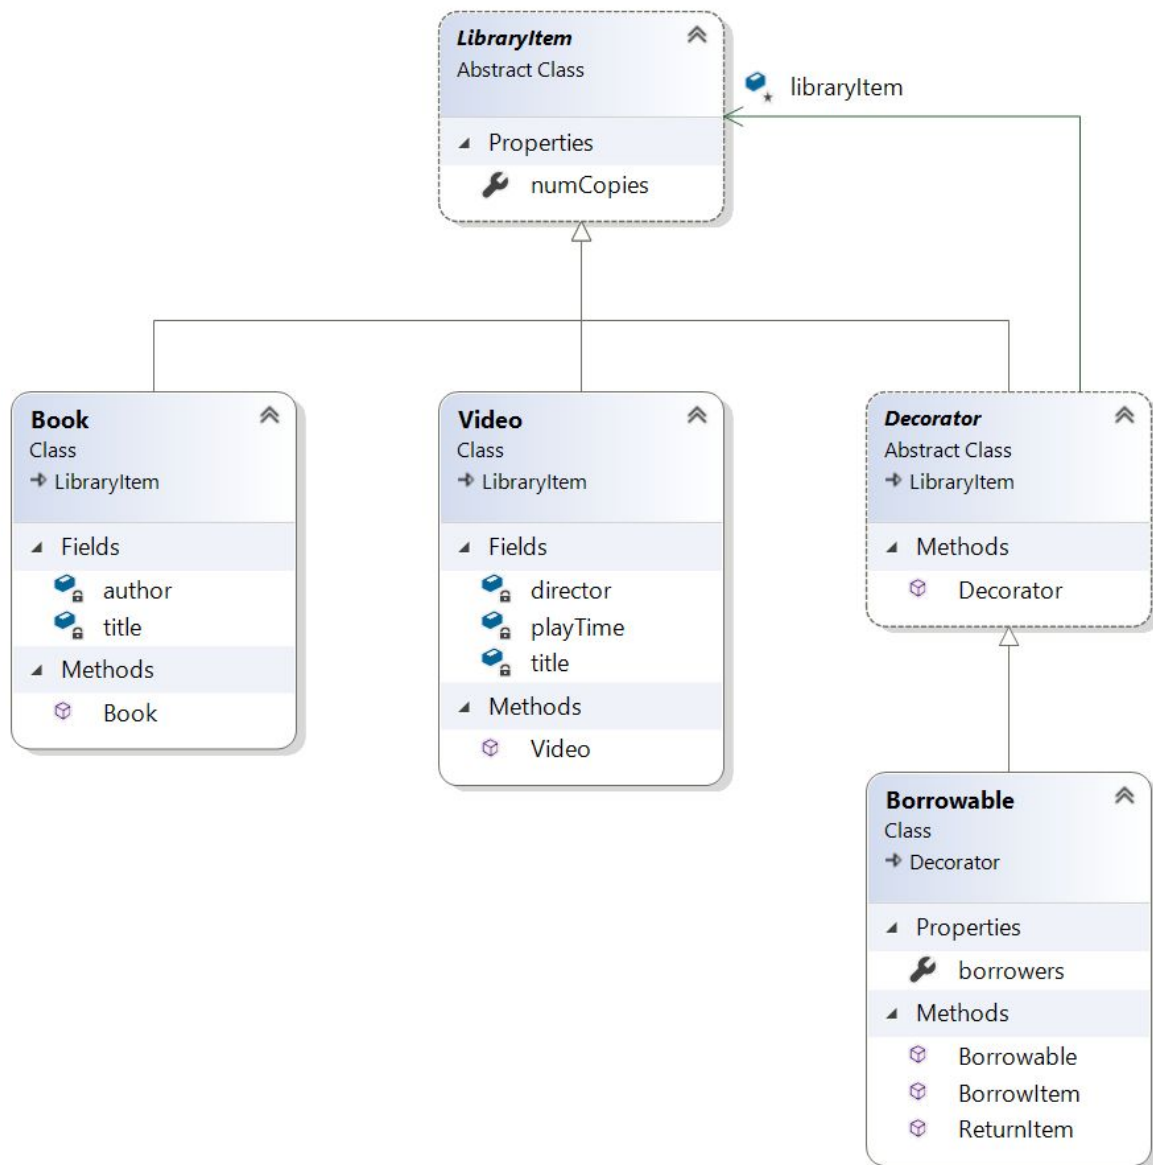 LibraryItem
Abstract Class
Properties
numCopies
libraryItem
Book
Class
LibraryItem
Fields
author
title
Methods
Book
Video
Class
LibraryItem
Fields
director
playTime
title
Methods
Video
Decorator
Abstract Class
LibraryItem
Methods
Decorator
Borrowable
Class
Decorator
Properties
borrowers
Methods
Borrowable
BorrowItem
ReturnItem